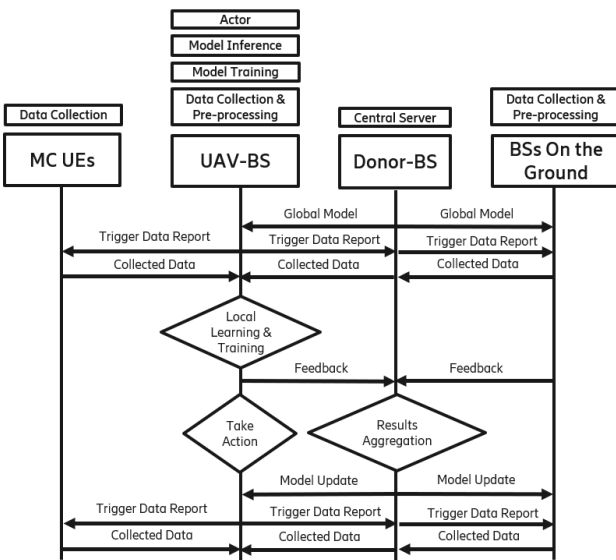 Actor
Model Inference
Model Training
Data Collection
Data Collection &
Pre-processing
Central Server
Data Collection &
Pre-processing
MC UEs
UAV-BS
Donor-BS
BSs On the
Ground
Global Model
Global Model
Trigger Data Report
Trigger Data Report
Trigger Data Report
Collected Data
Collected Data
Collected Data
Local
Learning &
Training
Feedback
Feedback
Take
Action
Results
Aggregation
Model Update
Model Update
Trigger Data Report
Trigger Data Report
Trigger Data Report
Collected Data
Collected Data
Collected Data